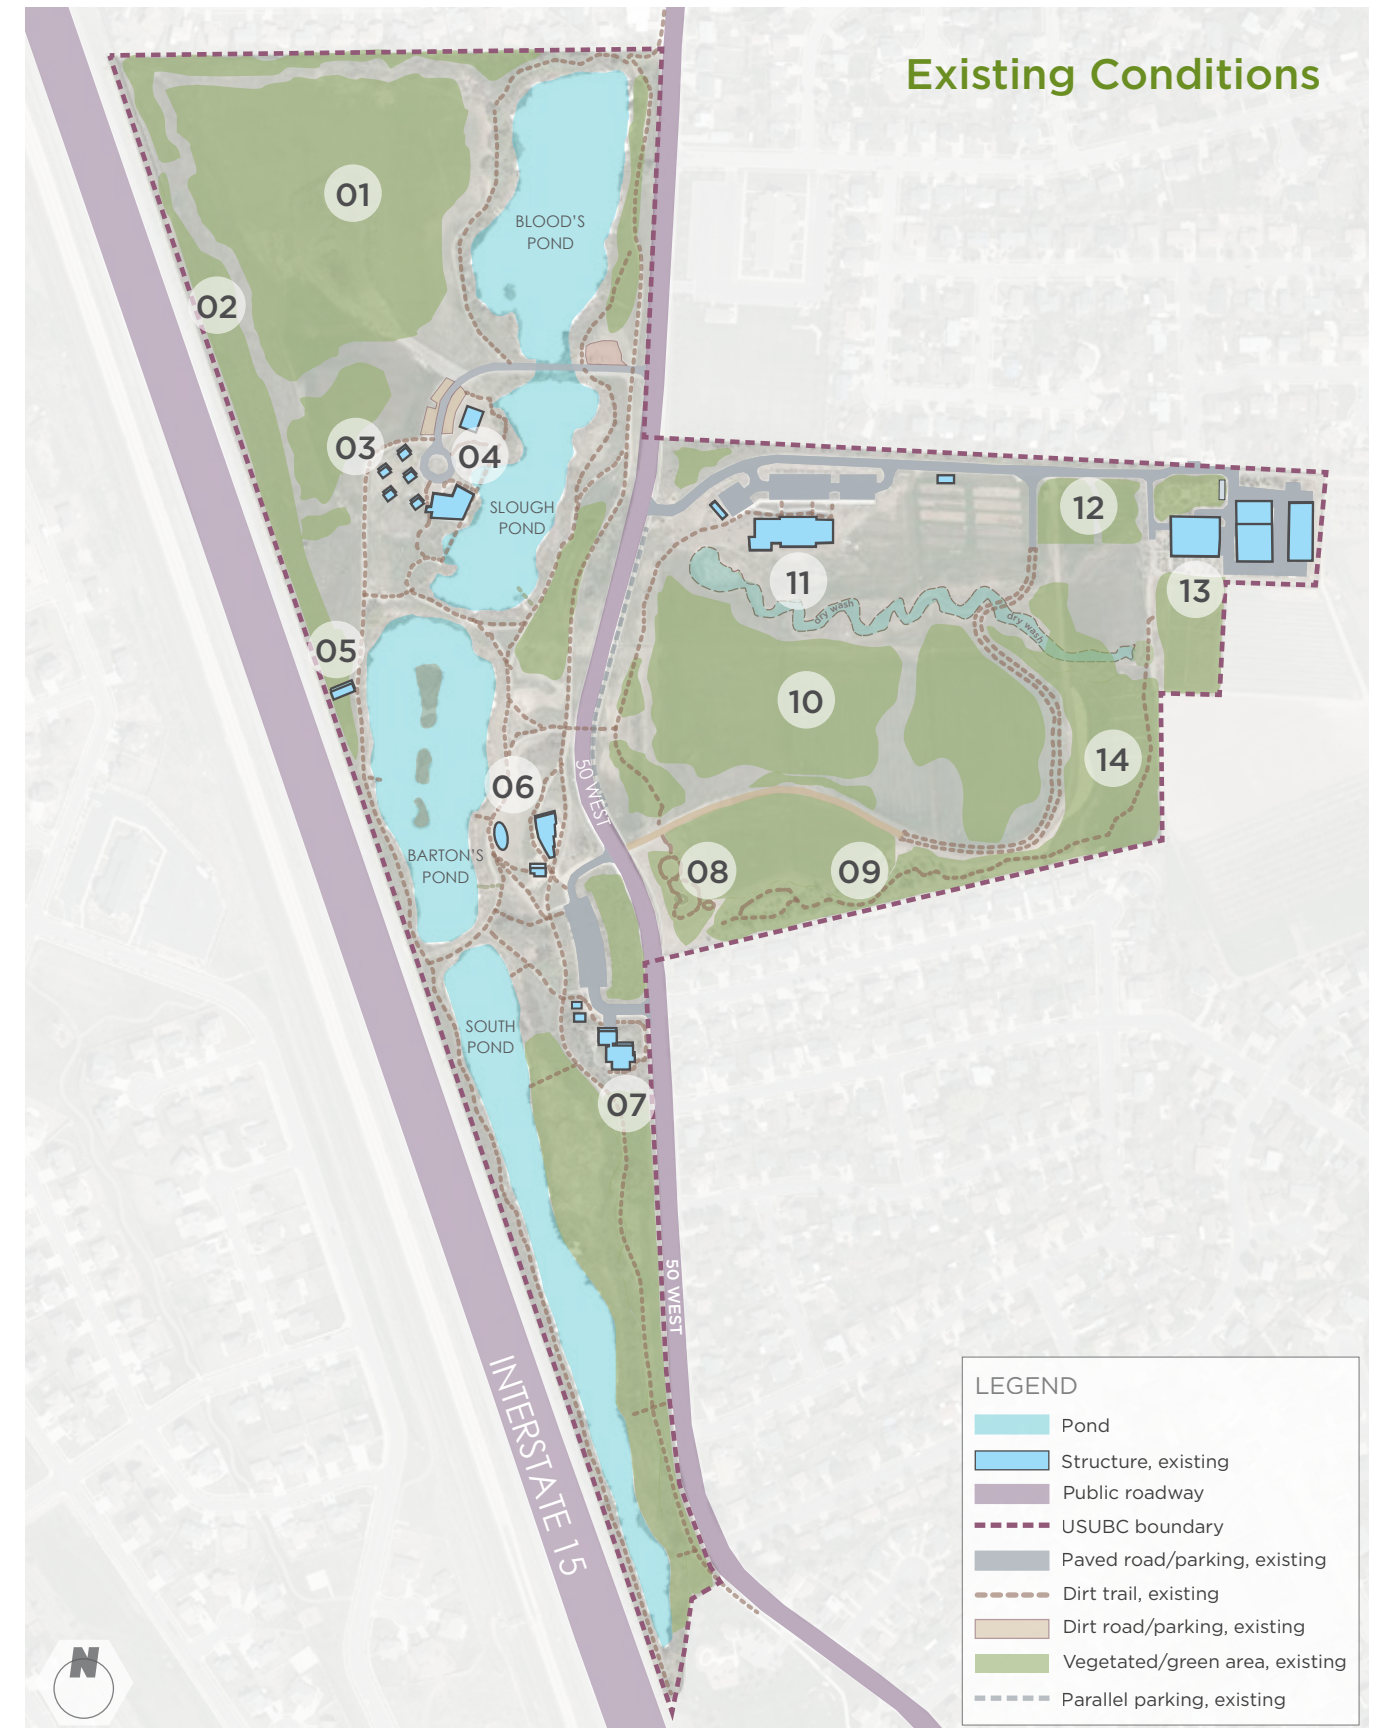 Existing Conditions
01
BLOOD'S
POND
02
03
04
SLOUGH
POND
12
11
dry wash
dry wash
13
05
10
14
06
50 WEST
BARTON'S
POND
08
09
SOUTH
POND
07
50 WEST
INTERSTATE 15
LEGEND
Pond
Structure, existing
Public roadway
USUBC boundary
Paved road/parking, existing
Dirt trail, existing
Dirt road/parking, existing
Vegetated/green area, existing
Parallel parking, existing
N